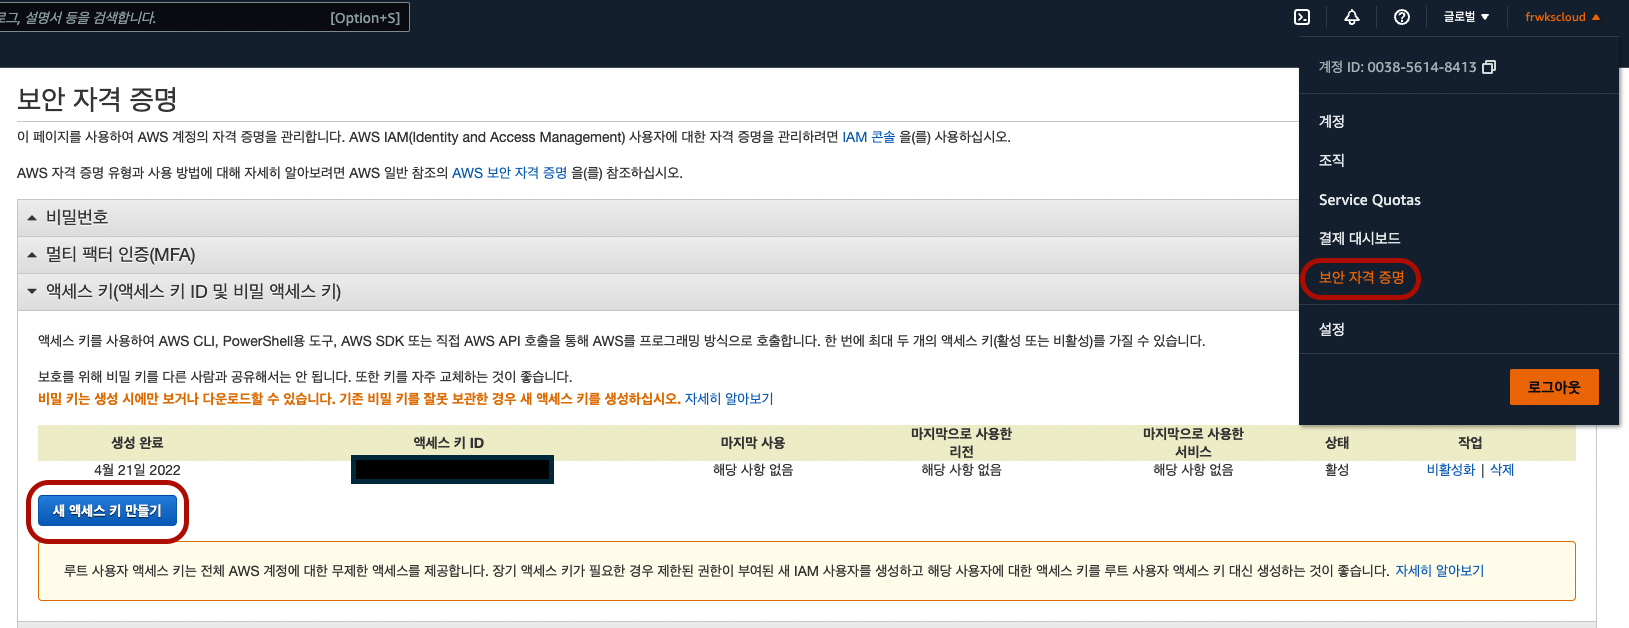 로그, 설명서 등을 검색합니다. [Option+S]
글로벌 ▼
frwkscloud ▲
계정 ID: 0038-5614-8413
계정
조직
Service Quotas
결제 대시보드
보안 자격 증명
설정
로그아웃
보안 자격 증명
이 페이지를 사용하여 AWS 계정의 자격 증명을 관리합니다. AWS IAM(Identity and Access Management) 사용자에 대한 자격 증명을 관리하려면 IAM 콘솔 을(를) 사용하십시오.
AWS 자격 증명 유형과 사용 방법에 대해 자세히 알아보려면 AWS 일반 참조의 AWS 보안 자격 증명 을(를) 참조하십시오.
비밀번호
멀티 팩터 인증(MFA)
액세스 키(액세스 키 ID 및 비밀 액세스 키)
액세스 키를 사용하여 AWS CLI, PowerShell용 도구, AWS SDK 또는 직접 AWS API 호출을 통해 AWS를 프로그래밍 방식으로 호출합니다. 한 번에 최대 두 개의 액세스 키(활성 또는 비활성)를 가질 수 있습니다.
보호를 위해 비밀 키를 다른 사람과 공유해서는 안 됩니다. 또한 키를 자주 교체하는 것이 좋습니다.
비밀 키는 생성 시에만 보거나 다운로드할 수 있습니다. 기존 비밀 키를 잘못 보관한 경우 새 액세스 키를 생성하십시오. 자세히 알아보기
생성 완료 액세스 키 ID 마지막 사용 마지막으로 사용한 리전 마지막으로 사용한 서비스 상태 작업
4월 21일 2022 해당 사항 없음 해당 사항 없음 해당 사항 없음 활성 비활성화 | 삭제
새 액세스 키 만들기
루트 사용자 액세스 키는 전체 AWS 계정에 대한 무제한 액세스를 제공합니다. 장기 액세스 키가 필요한 경우 제한된 권한이 부여된 새 IAM 사용자를 생성하고 해당 사용자에 대한 액세스 키를 루트 사용자 액세스 키 대신 생성하는 것이 좋습니다. 자세히 알아보기